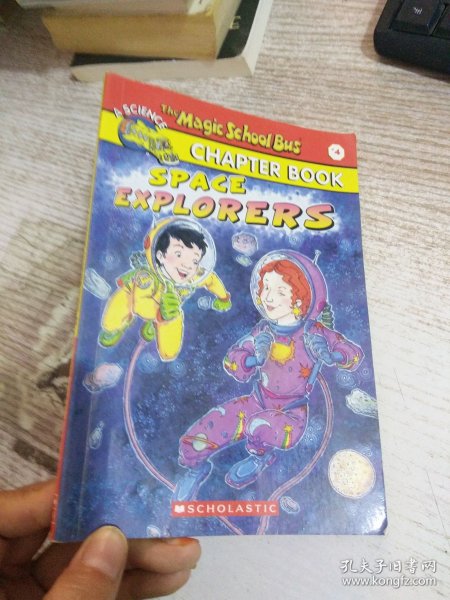 The Magic School Bus
A SCIENCE
4
CHAPTER BOOK
SPACE
EXPLORERS
SCHOLASTIC
孔夫子旧书网
www.kongfz.com